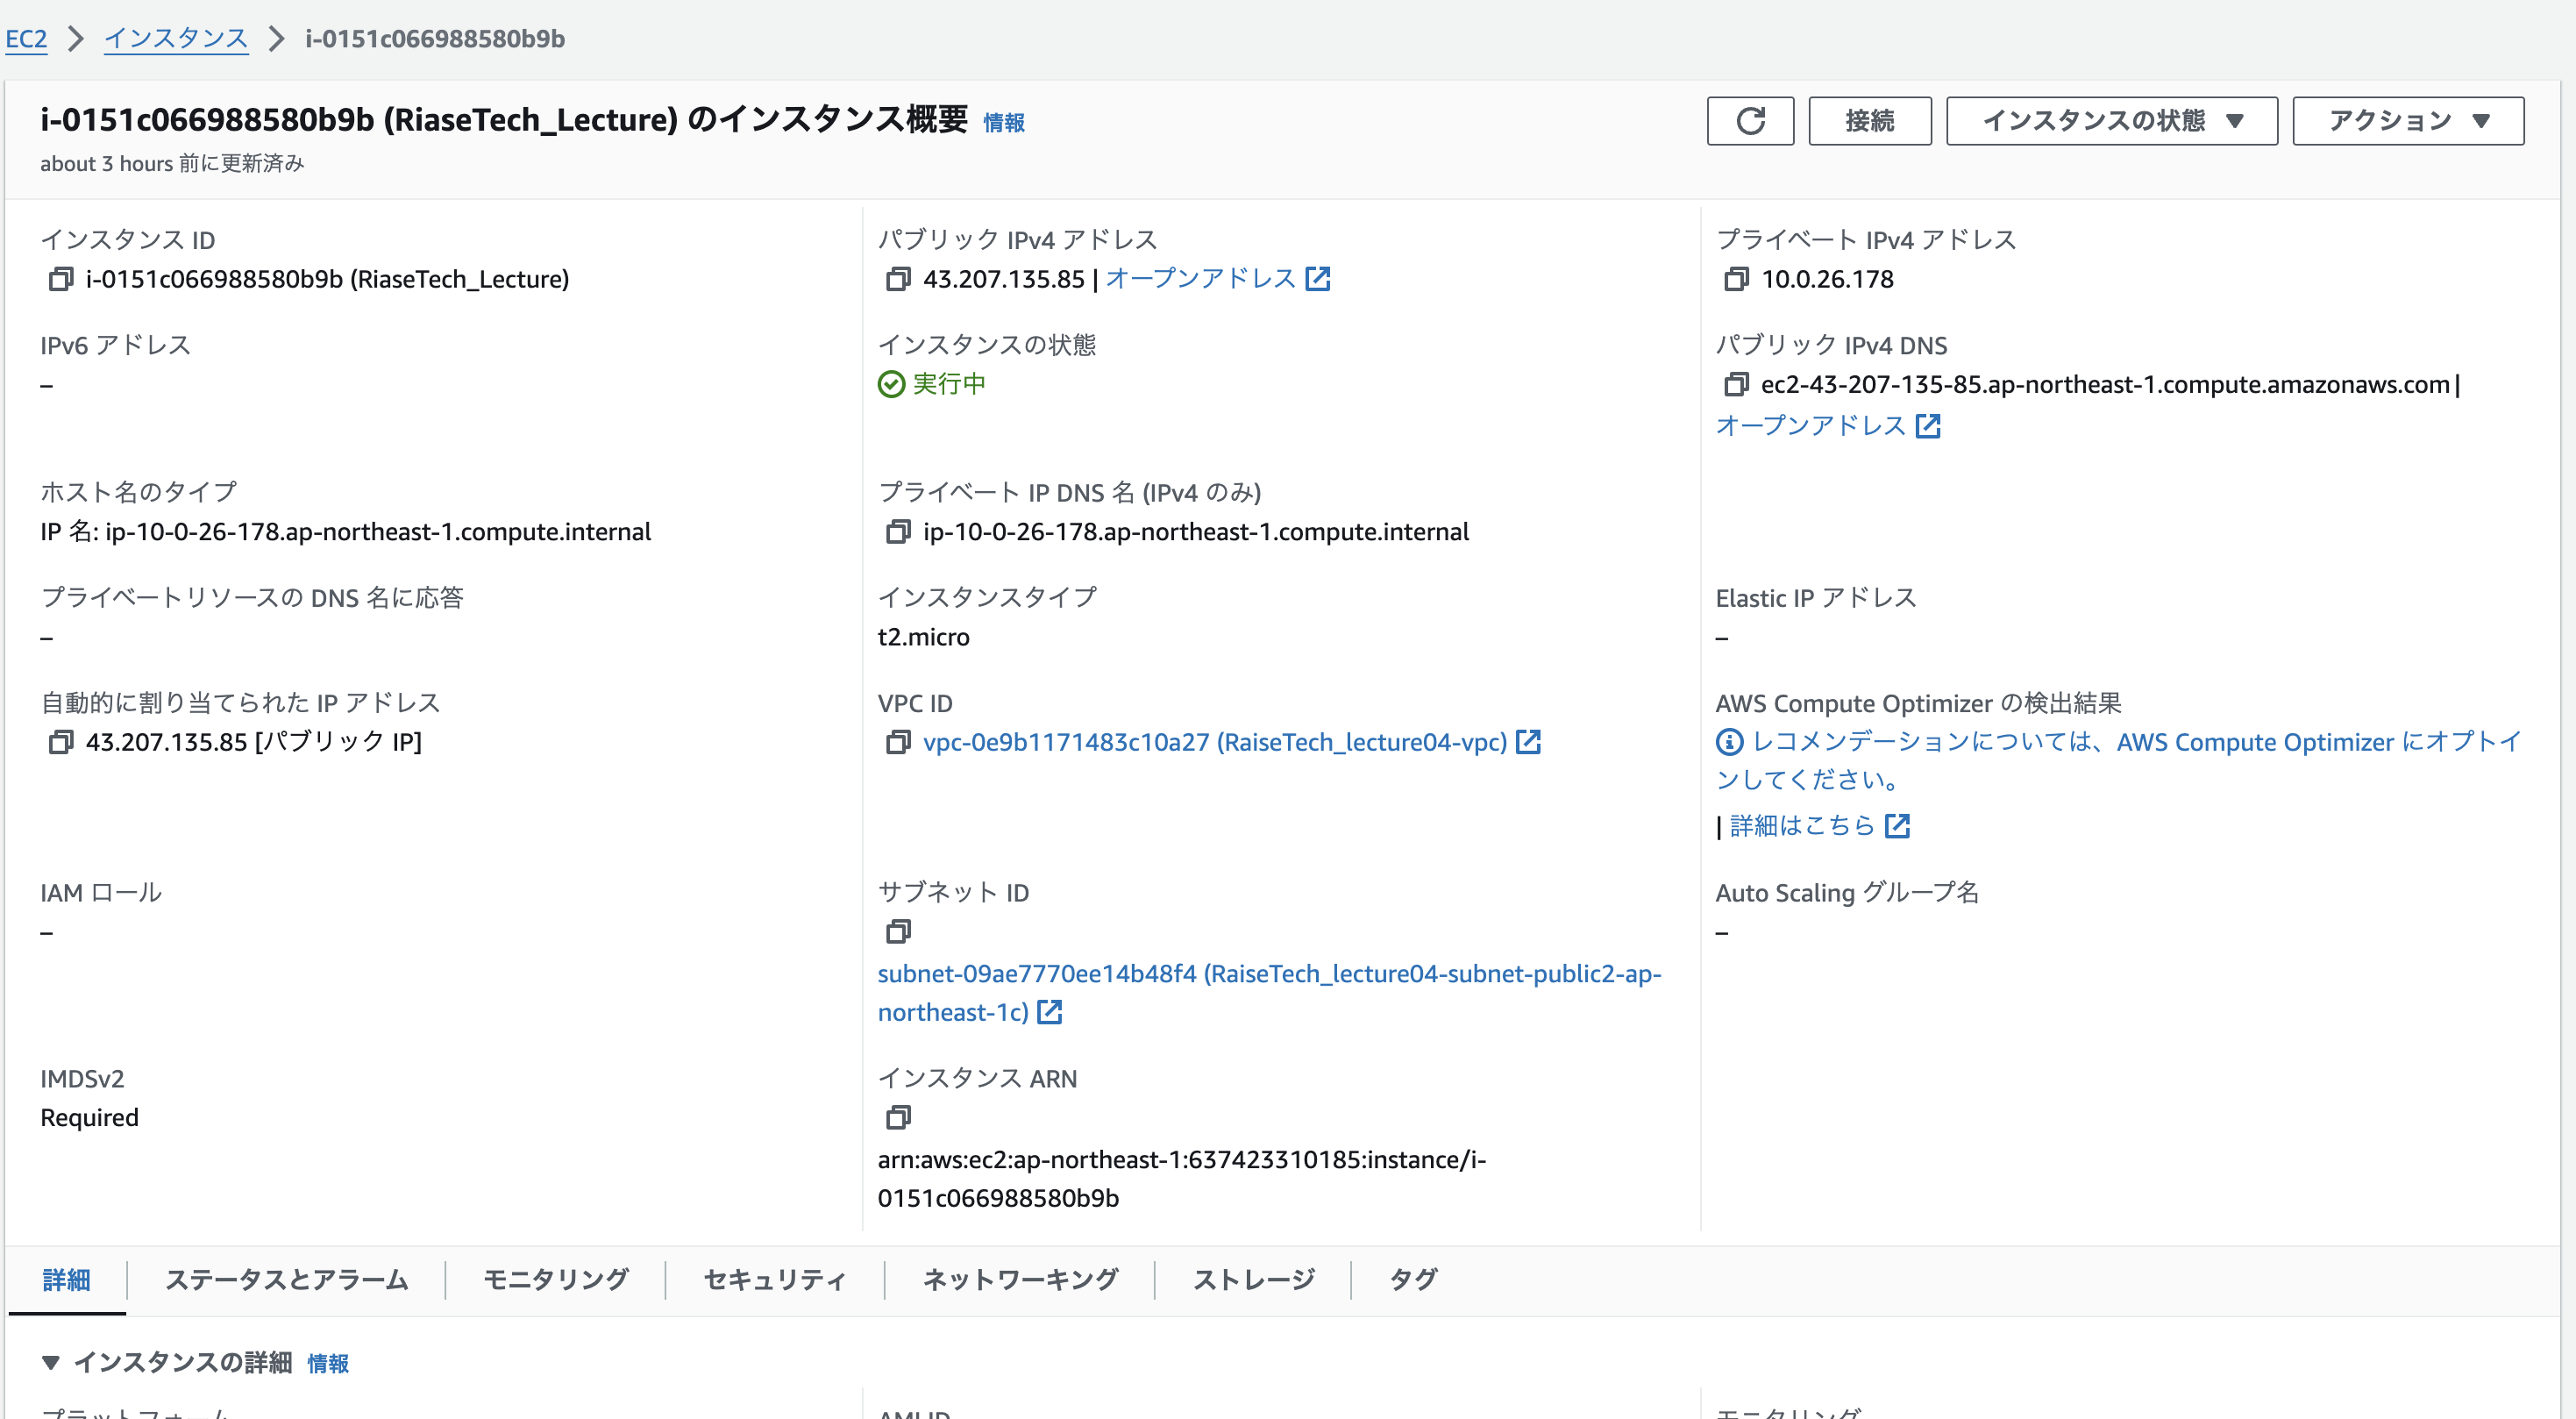 EC2 > インスタンス > i-0151c066988580b9b
i-0151c066988580b9b (RiaseTech_Lecture) のインスタンス概要 情報
about 3 hours 前に更新済み
接続
インスタンスの状態 ▼
アクション ▼
インスタンス ID
i-0151c066988580b9b (RiaseTech_Lecture)
パブリック IPv4 アドレス
43.207.135.85 | オープンアドレス
プライベート IPv4 アドレス
10.0.26.178
IPv6 アドレス
–
インスタンスの状態
実行中
パブリック IPv4 DNS
ec2-43-207-135-85.ap-northeast-1.compute.amazonaws.com |
オープンアドレス
ホスト名のタイプ
IP 名: ip-10-0-26-178.ap-northeast-1.compute.internal
プライベート IP DNS 名 (IPv4 のみ)
ip-10-0-26-178.ap-northeast-1.compute.internal
プライベートリソースの DNS 名に応答
–
インスタンスタイプ
t2.micro
Elastic IP アドレス
–
自動的に割り当てられた IP アドレス
43.207.135.85 [パブリック IP]
VPC ID
vpc-0e9b1171483c10a27 (RaiseTech_lecture04-vpc)
AWS Compute Optimizer の検出結果
レコメンデーションについては、AWS Compute Optimizer にオプトイ
ンしてください。
| 詳細はこちら
IAM ロール
–
サブネット ID
subnet-09ae7770ee14b48f4 (RaiseTech_lecture04-subnet-public2-ap-
northeast-1c)
Auto Scaling グループ名
–
IMDSv2
Required
インスタンス ARN
arn:aws:ec2:ap-northeast-1:637423310185:instance/i-
0151c066988580b9b
詳細
ステータスとアラーム
モニタリング
セキュリティ
ネットワーキング
ストレージ
タグ
▼ インスタンスの詳細 情報
プラットフォーム
AMI ID
モニタリング